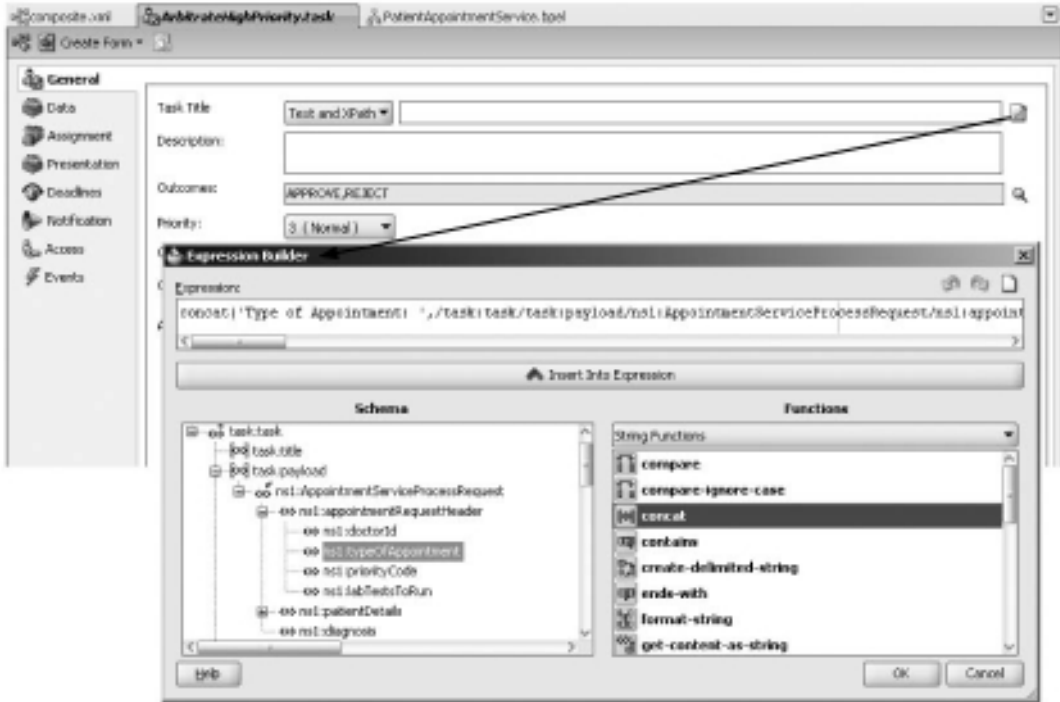 composite.xml ArbitrateHighPriority.task PatientAppointmentService.bpel
Create Form
General
Data
Assignment
Presentation
Deadlines
Notification
Access
Events
Task Title Text and XPath
Description:
Outcomes: APPROVE,REJECT
Priority: 3 (Normal)
Expression Builder
Expression:
concat('Type of Appointment: ',/task:task/task:payload/ns1:AppointmentServiceProcessRequest/ns1:appoint
Insert Into Expression
Schema
task:task
task:title
task:payload
ns1:AppointmentServiceProcessRequest
ns1:appointmentRequestHeader
ns1:doctorId
ns1:typeOfAppointment
ns1:priorityCode
ns1:labTestsToRun
ns1:patientDetails
ns1:diagnosis
Functions
String Functions
compare
compare-ignore-case
concat
contains
create-delimited-string
ends-with
format-string
get-content-as-string
Help OK Cancel